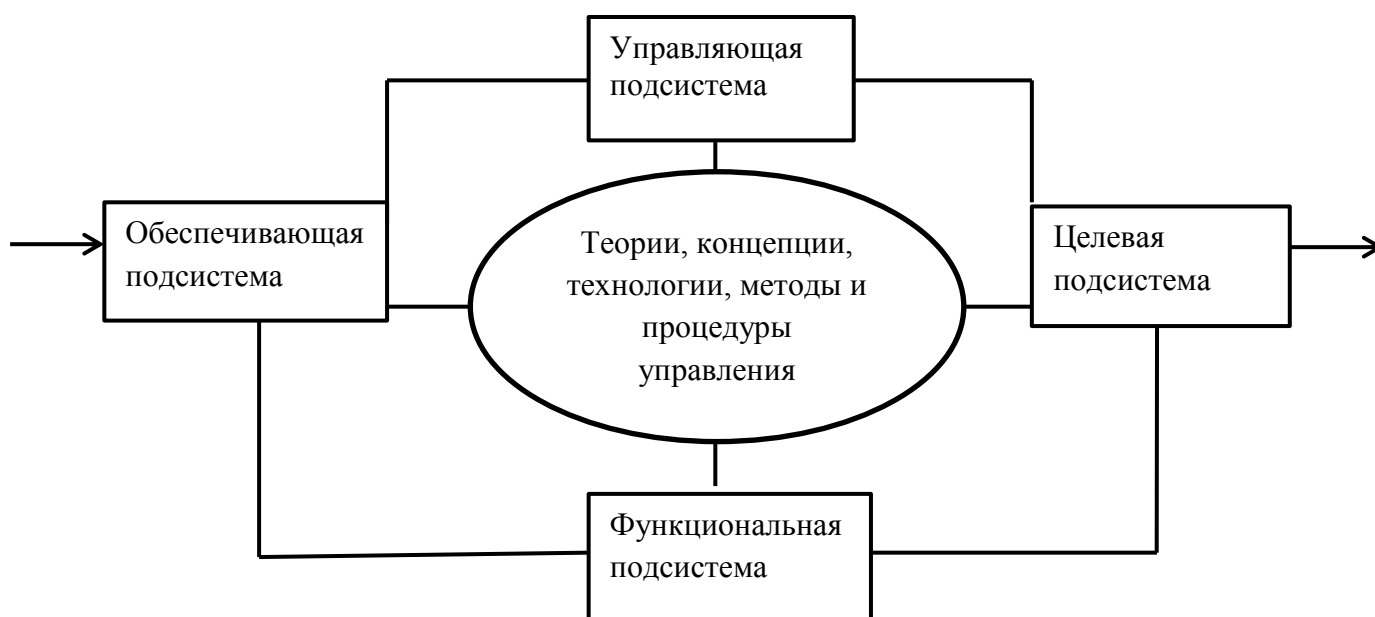 Управляющая
подсистема
Обеспечивающая
подсистема
Теории, концепции,
технологии, методы и
процедуры
управления
Целевая
подсистема
Функциональная
подсистема